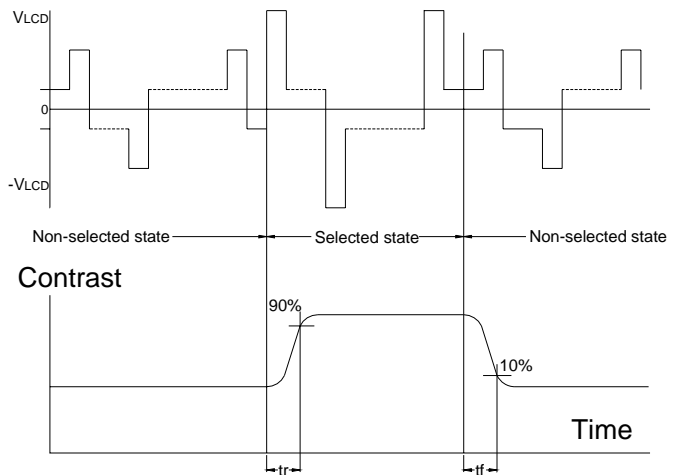 VLCD
0
-VLCD
Non-selected state
Selected state
Non-selected state
Contrast
90%
10%
Time
tr
tf